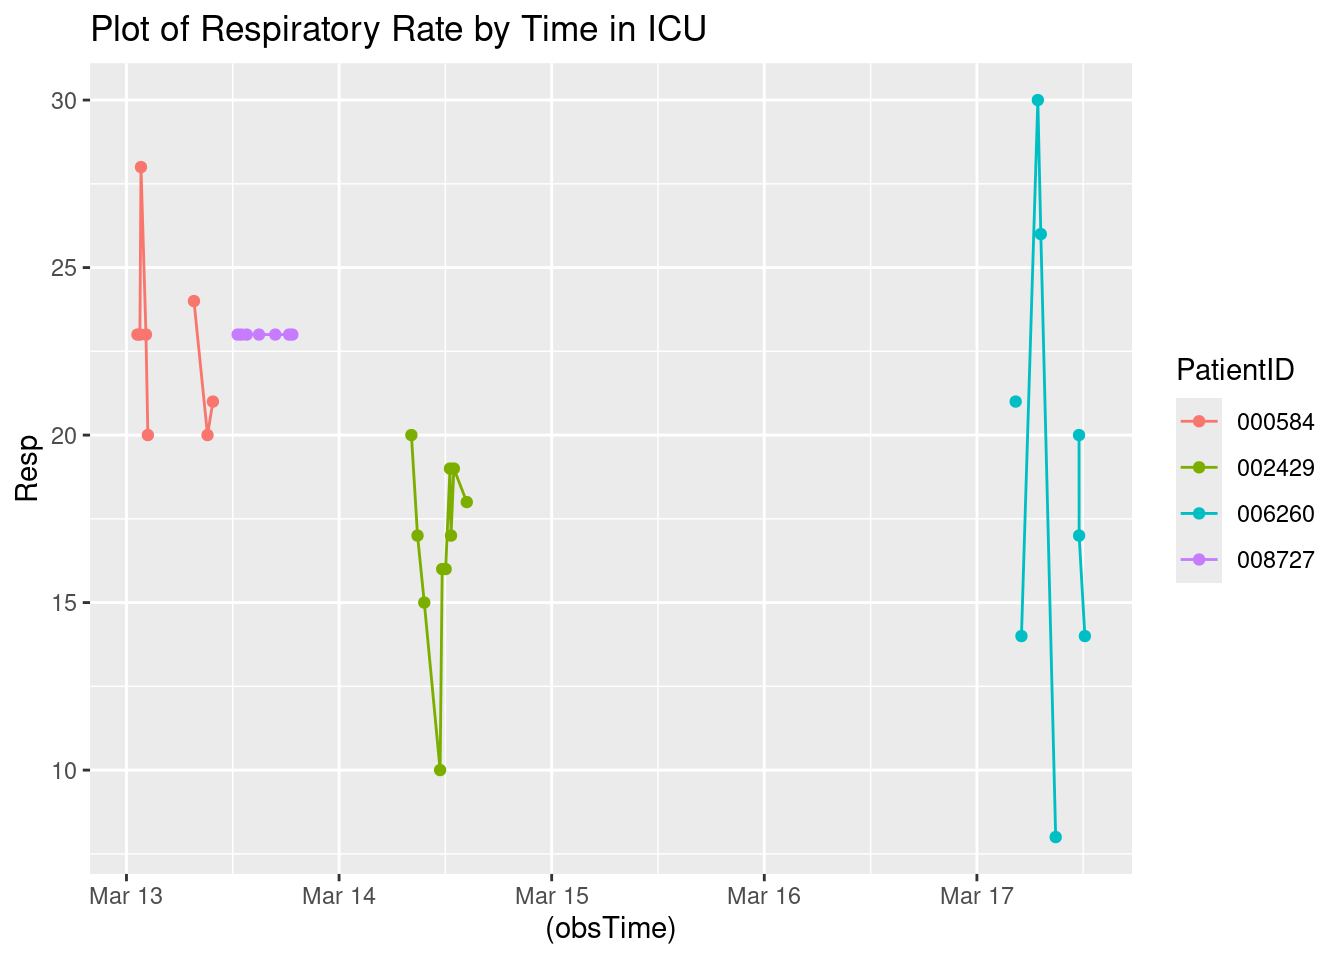 Plot of Respiratory Rate by Time in ICU
30
25
20
15
10
Resp
Mar 13
Mar 14
Mar 15
Mar 16
Mar 17
(obsTime)
PatientID
000584
002429
006260
008727